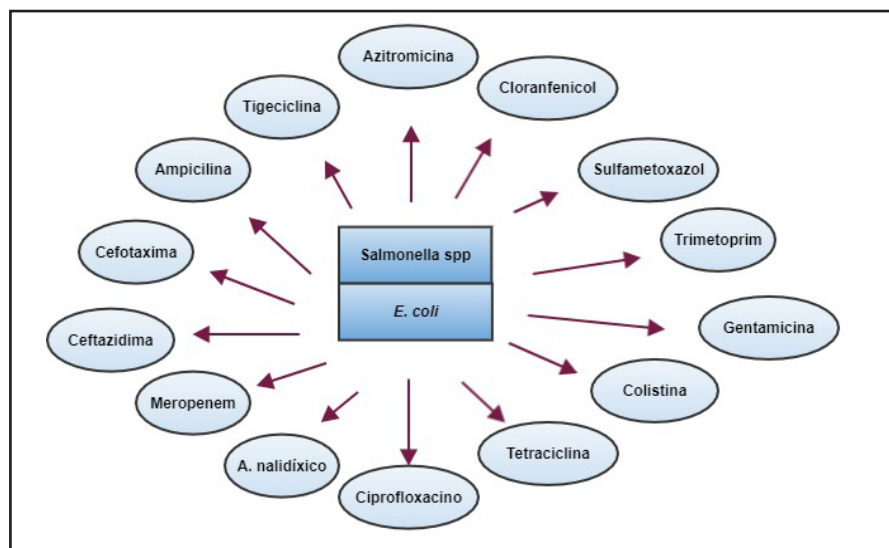 Azitromicina
Cloranfenicol
Tigeciclina
Ampicilina
Sulfametoxazol
Cefotaxima
Salmonella spp
Trimetoprim
E. coli
Gentamicina
Ceftazidima
Colistina
Meropenem
Tetraciclina
A. nalidíxico
Ciprofloxacino